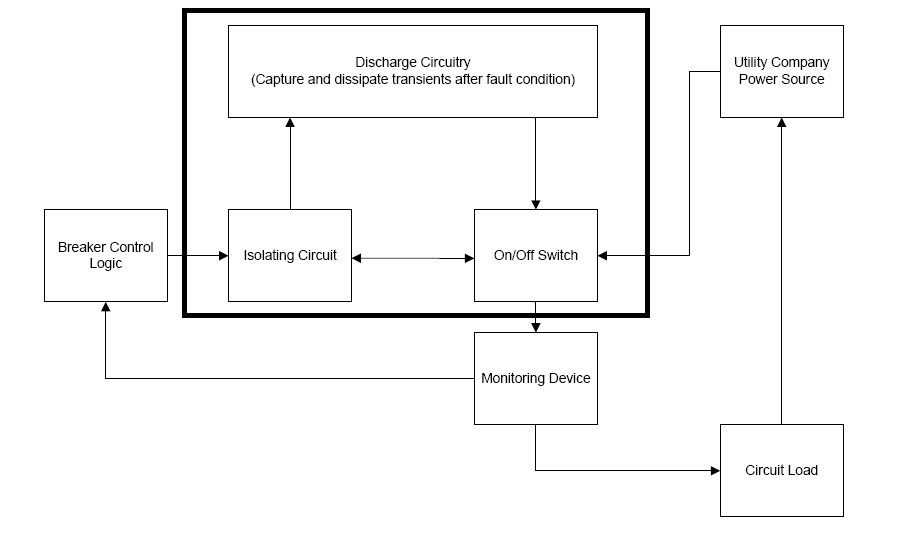 Discharge Circuitry
(Capture and dissipate transients after fault condition)
Utility Company
Power Source
Breaker Control
Logic
Isolating Circuit
On/Off Switch
Monitoring Device
Circuit Load